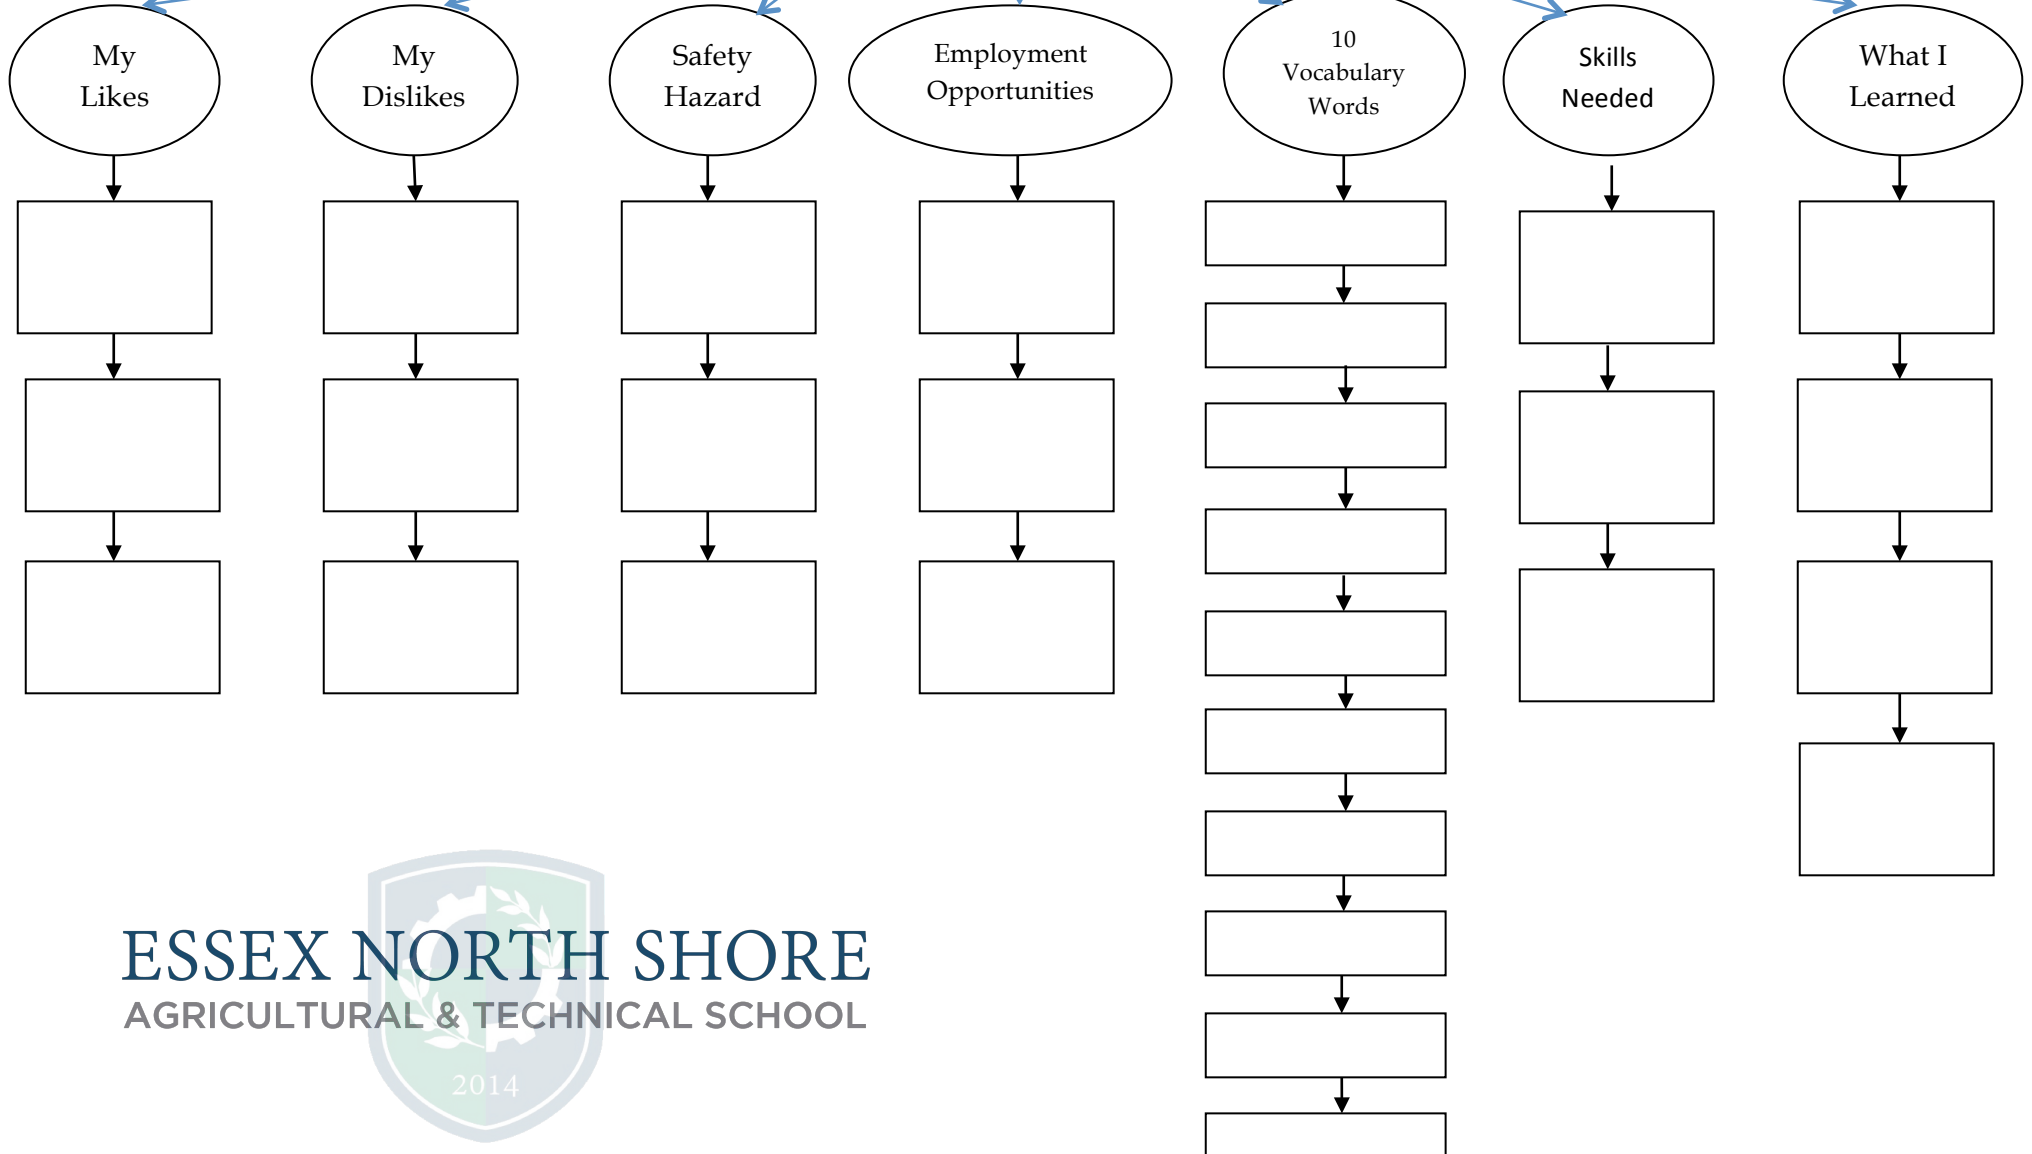 My
Likes
My
Dislikes
Safety
Hazard
Employment
Opportunities
10
Vocabulary
Words
Skills
Needed
What I
Learned
ESSEX NORTH SHORE
AGRICULTURAL & TECHNICAL SCHOOL
2014